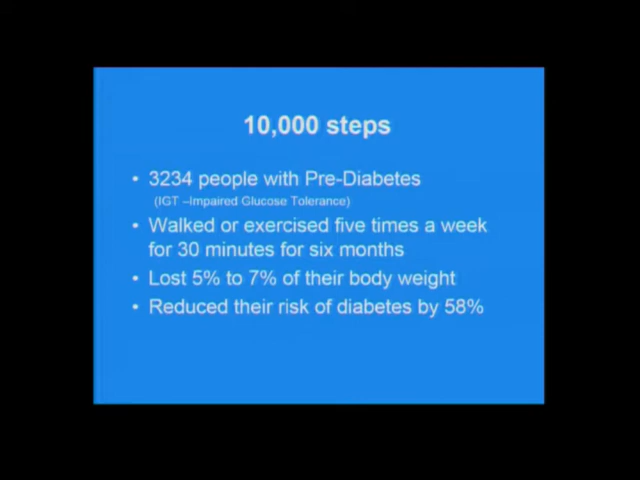 10,000 steps
• 3234 people with Pre-Diabetes
(IGT –Impaired Glucose Tolerance)
• Walked or exercised five times a week
for 30 minutes for six months
• Lost 5% to 7% of their body weight
• Reduced their risk of diabetes by 58%